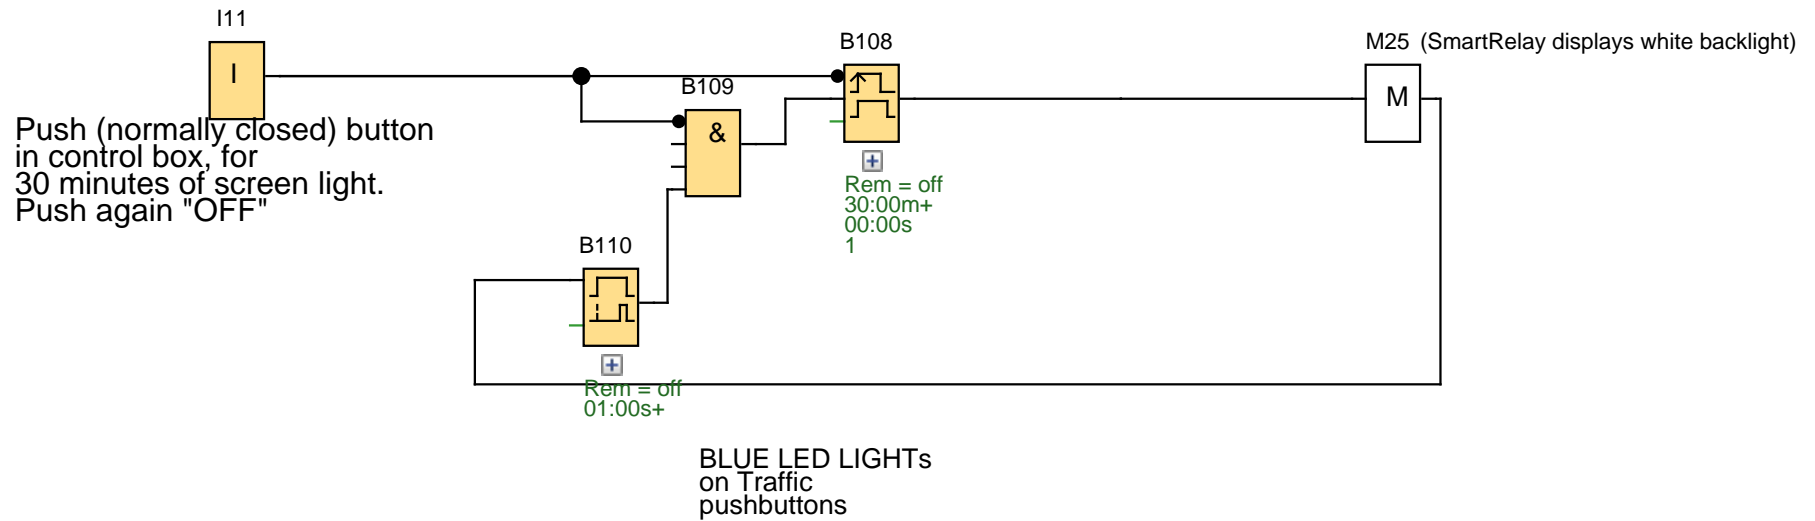 I11
I
Push (normally closed) button
in control box, for
30 minutes of screen light.
Push again "OFF"
B109
&
B108
Rem = off
30:00m+
00:00s
1
M25 (SmartRelay displays white backlight)
M
B110
Rem = off
01:00s+
BLUE LED LIGHTs
on Traffic
pushbuttons